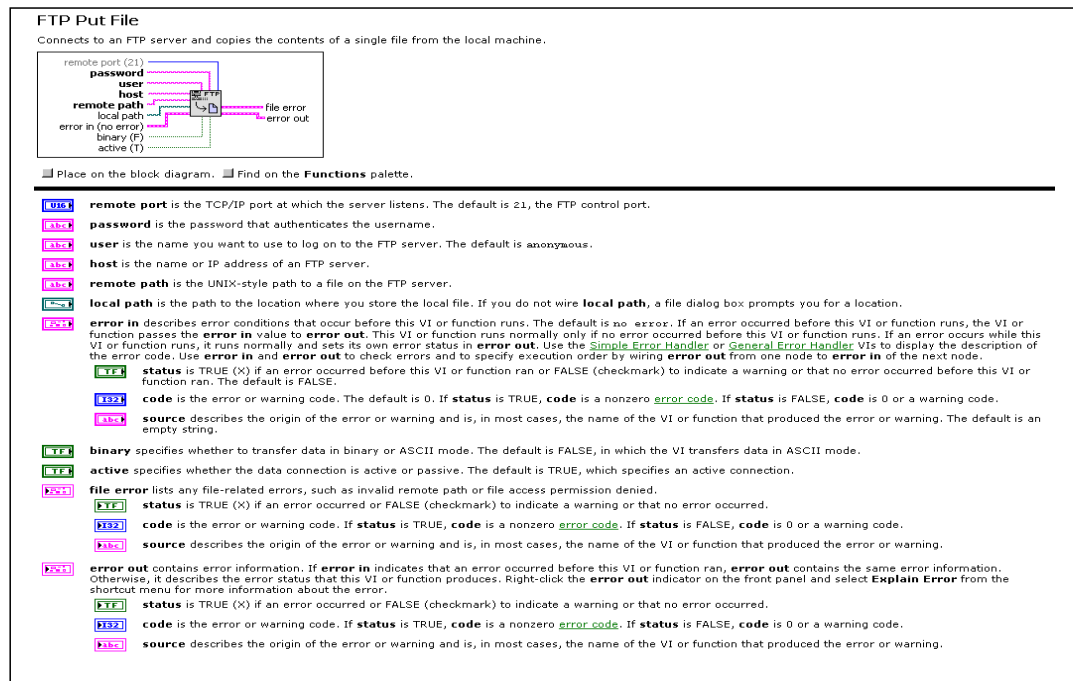 FTP Put File
Connects to an FTP server and copies the contents of a single file from the local machine.
remote port (21)
password
user
host
remote path
local path
error in (no error)
binary (F)
active (T)
FTP
file error
error out
Place on the block diagram. Find on the Functions palette.
U16 remote port is the TCP/IP port at which the server listens. The default is 21, the FTP control port.
abc password is the password that authenticates the username.
abc user is the name you want to use to log on to the FTP server. The default is anonymous.
abc host is the name or IP address of an FTP server.
abc remote path is the UNIX-style path to a file on the FTP server.
local path is the path to the location where you store the local file. If you do not wire local path, a file dialog box prompts you for a location.
error in describes error conditions that occur before this VI or function runs. The default is no error. If an error occurred before this VI or function runs, the VI or
function passes the error in value to error out. This VI or function runs normally only if no error occurred before this VI or function runs. If an error occurs while this
VI or function runs, it runs normally and sets its own error status in error out. Use the Simple Error Handler or General Error Handler VIs to display the description of
the error code. Use error in and error out to check errors and to specify execution order by wiring error out from one node to error in of the next node.
TF status is TRUE (X) if an error occurred before this VI or function ran or FALSE (checkmark) to indicate a warning or that no error occurred before this VI or
function ran. The default is FALSE.
I32 code is the error or warning code. The default is 0. If status is TRUE, code is a nonzero error code. If status is FALSE, code is 0 or a warning code.
abc source describes the origin of the error or warning and is, in most cases, the name of the VI or function that produced the error or warning. The default is an
empty string.
TF binary specifies whether to transfer data in binary or ASCII mode. The default is FALSE, in which the VI transfers data in ASCII mode.
TF active specifies whether the data connection is active or passive. The default is TRUE, which specifies an active connection.
file error lists any file-related errors, such as invalid remote path or file access permission denied.
TF status is TRUE (X) if an error occurred or FALSE (checkmark) to indicate a warning or that no error occurred.
I32 code is the error or warning code. If status is TRUE, code is a nonzero error code. If status is FALSE, code is 0 or a warning code.
abc source describes the origin of the error or warning and is, in most cases, the name of the VI or function that produced the error or warning.
error out contains error information. If error in indicates that an error occurred before this VI or function ran, error out contains the same error information.
Otherwise, it describes the error status that this VI or function produces. Right-click the error out indicator on the front panel and select Explain Error from the
shortcut menu for more information about the error.
TF status is TRUE (X) if an error occurred or FALSE (checkmark) to indicate a warning or that no error occurred.
I32 code is the error or warning code. If status is TRUE, code is a nonzero error code. If status is FALSE, code is 0 or a warning code.
abc source describes the origin of the error or warning and is, in most cases, the name of the VI or function that produced the error or warning.